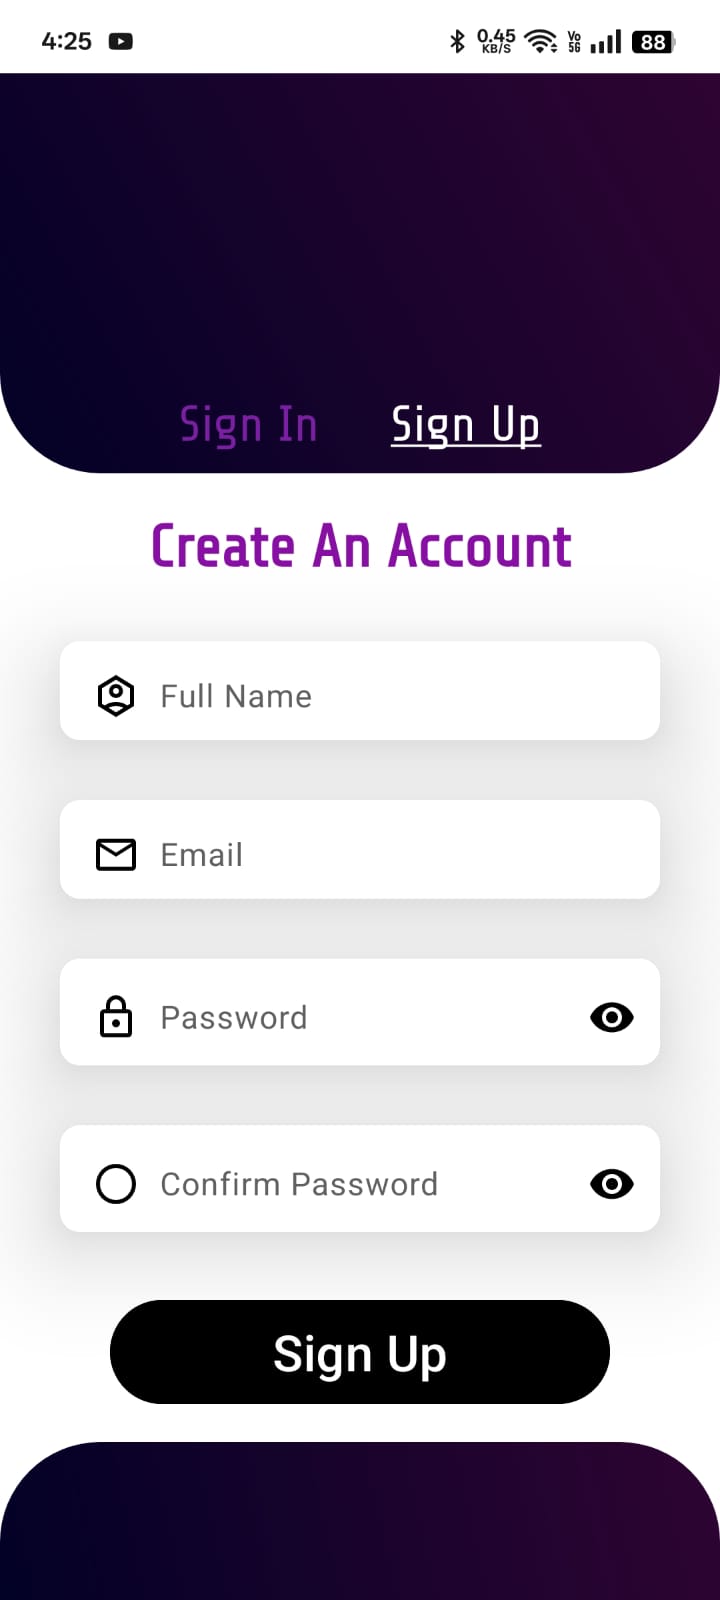 4:25 0.45 KB/S Vo 5G 88
Sign In Sign Up
Create An Account
Full Name
Email
Password
Confirm Password
Sign Up